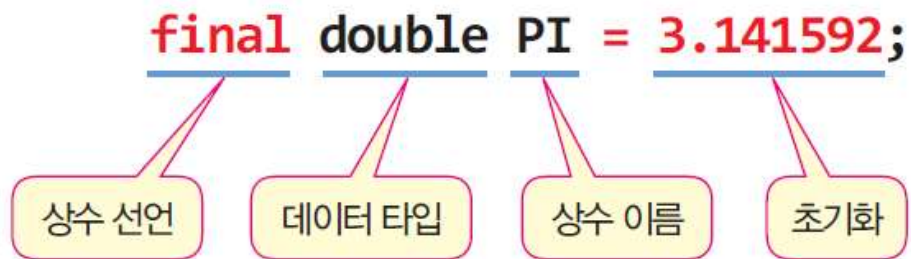 final double PI = 3.141592;
상수 선언 데이터 타입 상수 이름 초기화